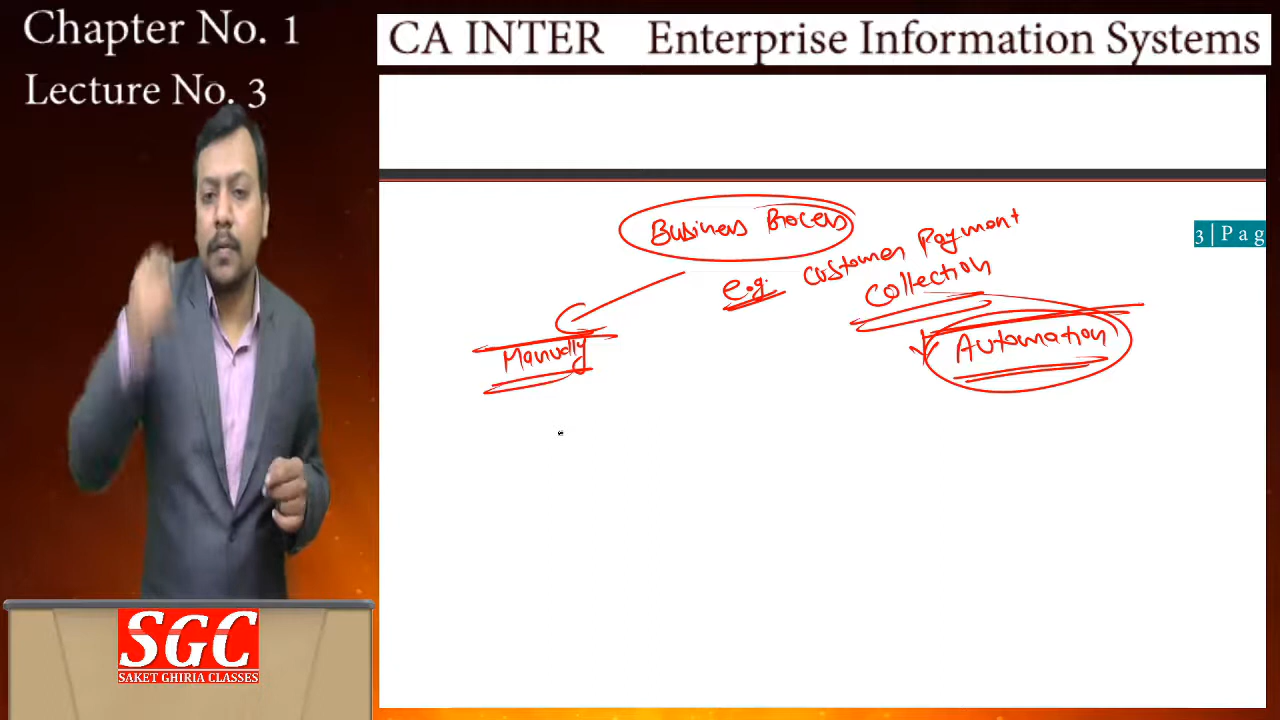 Chapter No. 1
Lecture No. 3
CA INTER Enterprise Information Systems
3 | P a g
Business Process
e.g. Customer Payment
Collection
Manually
Automation
SGC
SAKET GHIRIA CLASSES